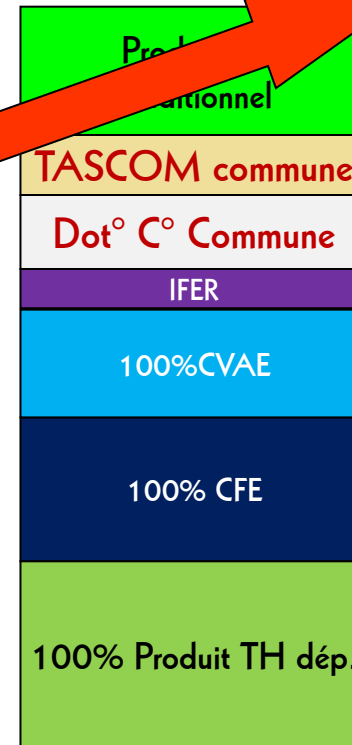 TASCOM commune
Dot° C° Commune
IFER
100%CVAE
100% CFE
100% Produit TH dép.